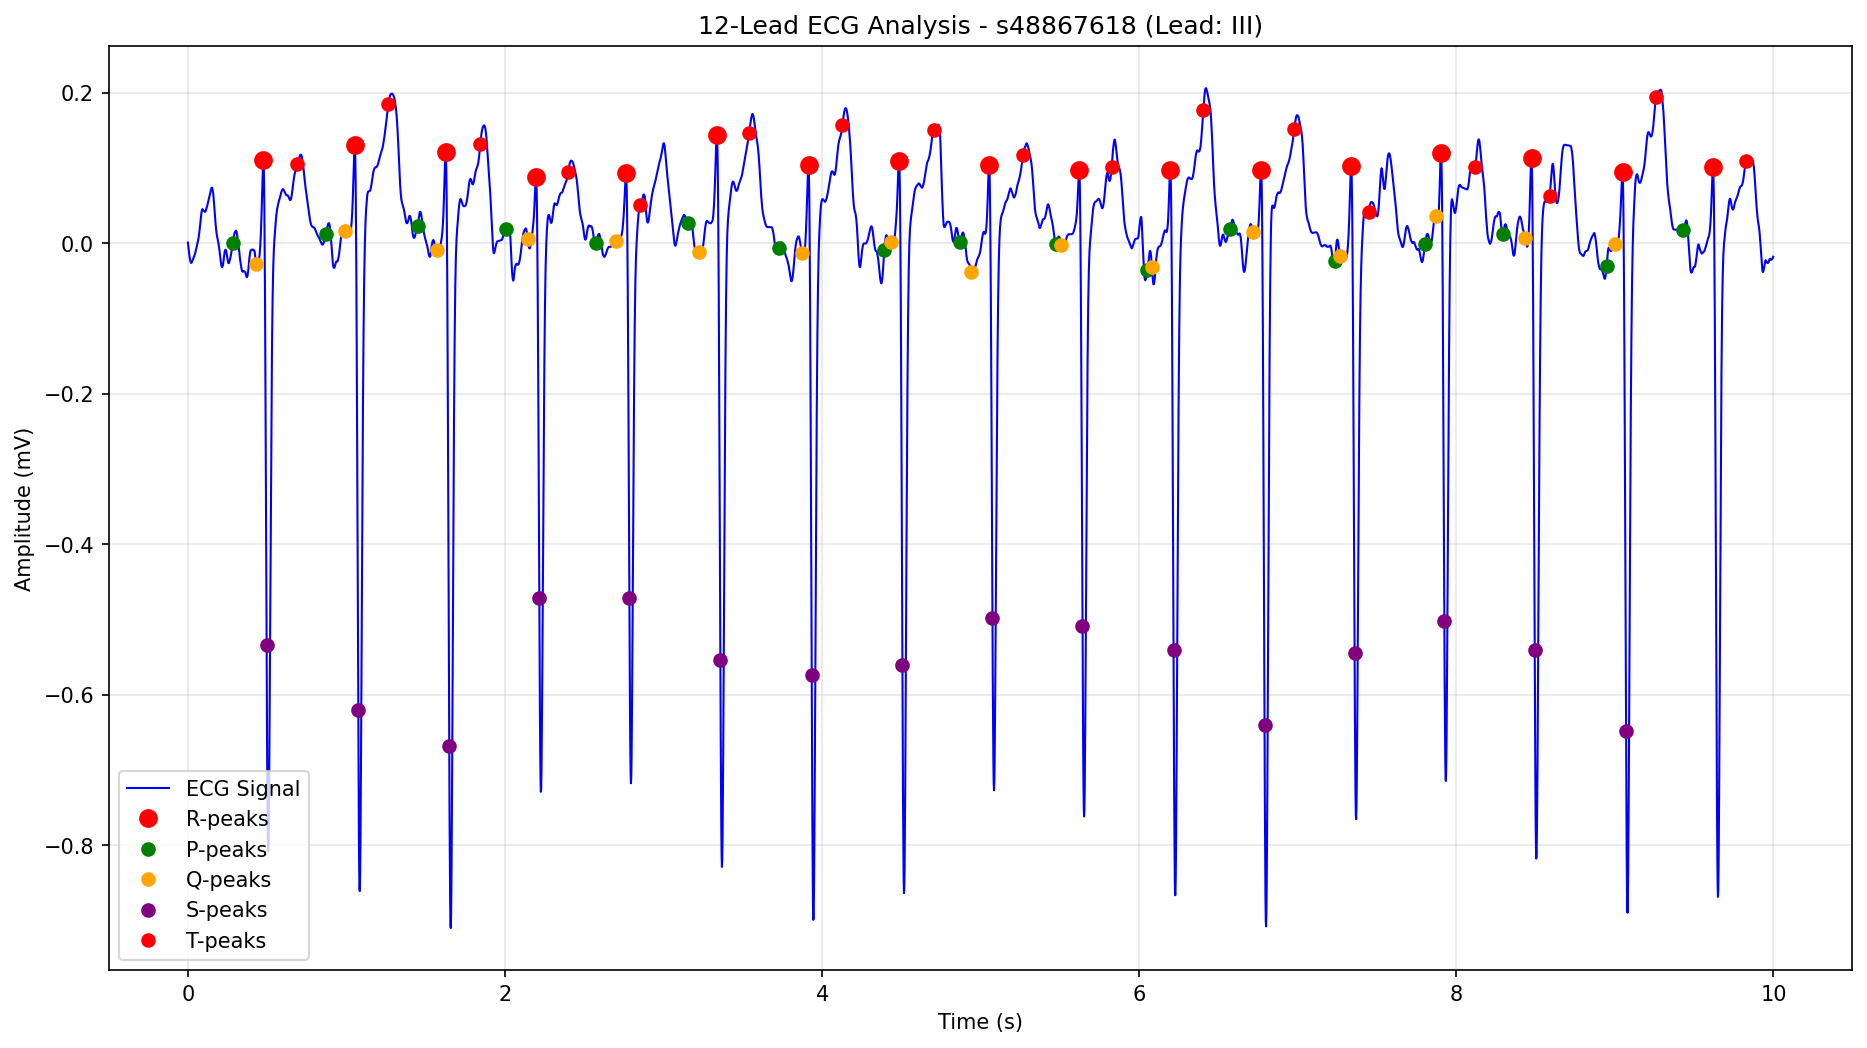 12-Lead ECG Analysis - s48867618 (Lead: III)
Amplitude (mV)
0.2
0.0
−0.2
−0.4
−0.6
−0.8
ECG Signal
R-peaks
P-peaks
Q-peaks
S-peaks
T-peaks
0 2 4 6 8 10
Time (s)